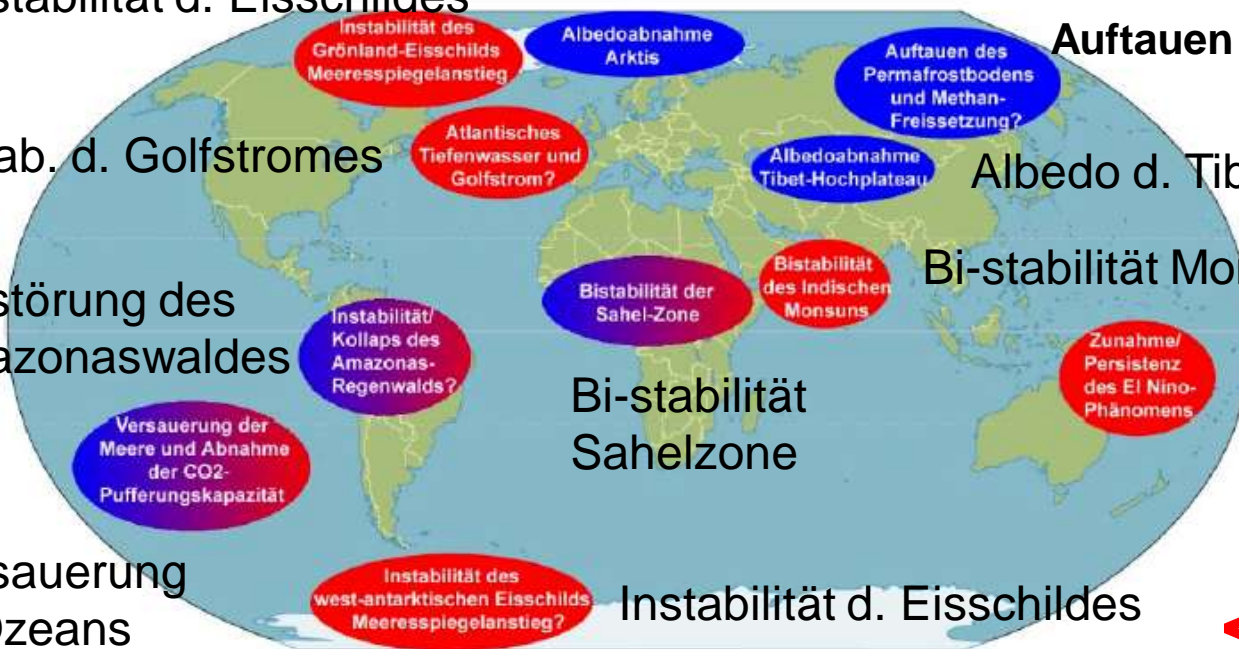 stabilität d. Eisschildes
Instabilität des
Grönland-Eisschilds
Meeresspiegelanstieg
Albedoabnahme
Arktis
Auftauen des
Permafrostbodens
und Methan-
Freissetzung?
Auftauen
ab. d. Golfstromes
Atlantisches
Tiefenwasser und
Golfstrom?
Albedoabnahme
Tibet-Hochplateau
Albedo d. Tib
störung des
azonaswaldes
Instabilität/
Kollaps des
Amazonas-
Regenwalds?
Bistabilität der
Sahel-Zone
Bistabilität
des Indischen
Monsuns
Bi-stabilität Mo
Zunahme/
Persistenz
des El Nino-
Phänomens
Bi-stabilität
Sahelzone
Versauerung der
Meere und Abnahme
der CO2-
Pufferungskapazität
sauerung
Ozeans
Instabilität des
west-antarktischen Eisschilds
Meeresspiegelanstieg?
Instabilität d. Eisschildes